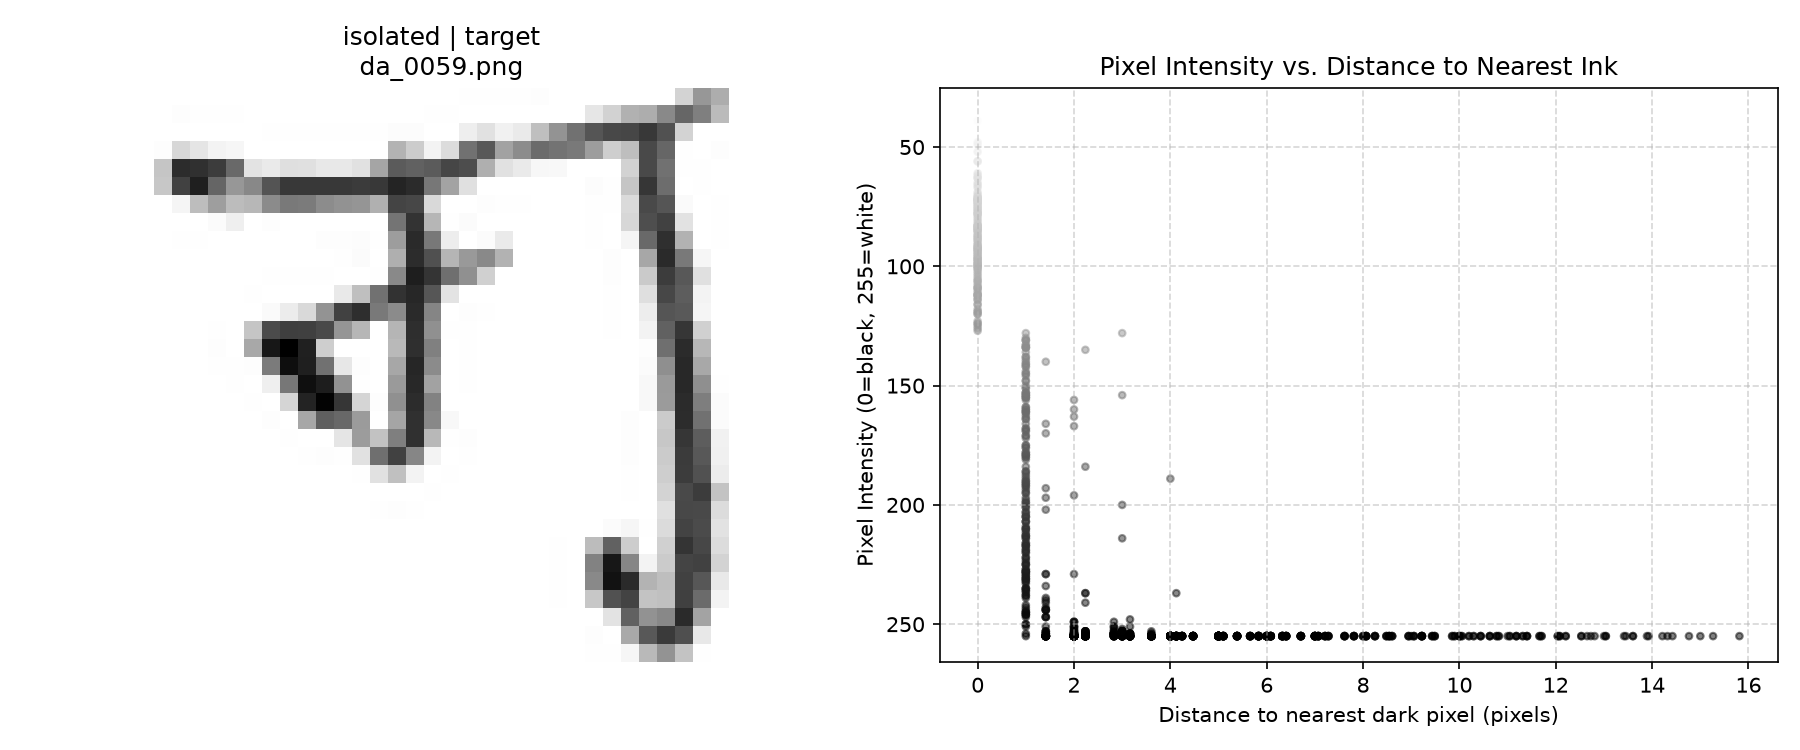 isolated | target
da_0059.png
Pixel Intensity vs. Distance to Nearest Ink
Pixel Intensity (0=black, 255=white)
50
100
150
200
250
0 2 4 6 8 10 12 14 16
Distance to nearest dark pixel (pixels)